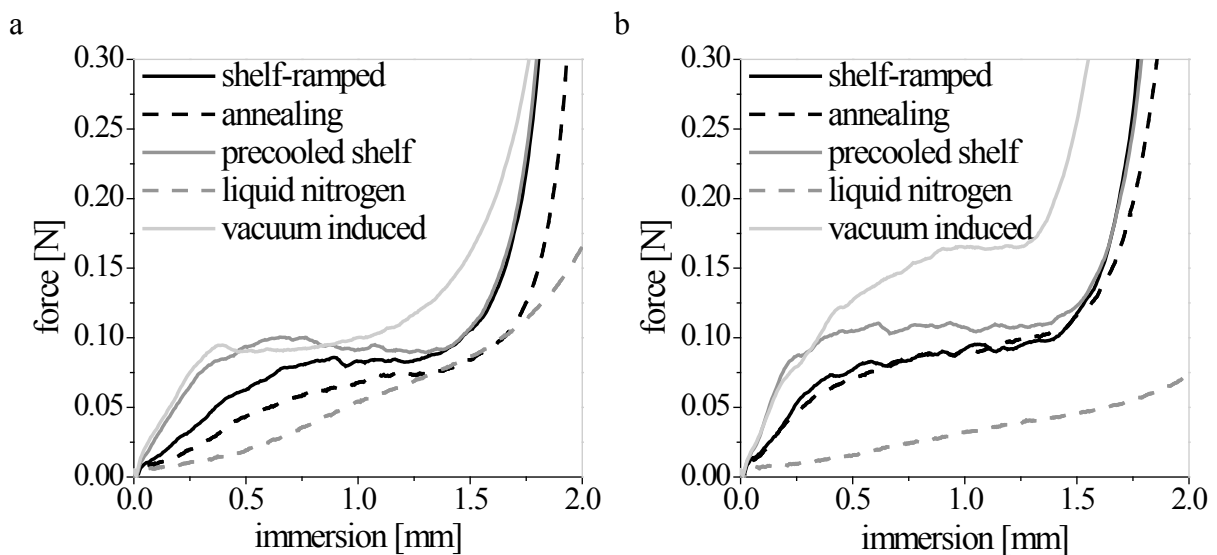 a
0.30
0.25
0.20
0.15
0.10
0.05
0.00
force [N]
shelf-ramped
annealing
precooled shelf
liquid nitrogen
vacuum induced
0.0 0.5 1.0 1.5 2.0
immersion [mm]
b
0.30
0.25
0.20
0.15
0.10
0.05
0.00
force [N]
shelf-ramped
annealing
precooled shelf
liquid nitrogen
vacuum induced
0.0 0.5 1.0 1.5 2.0
immersion [mm]